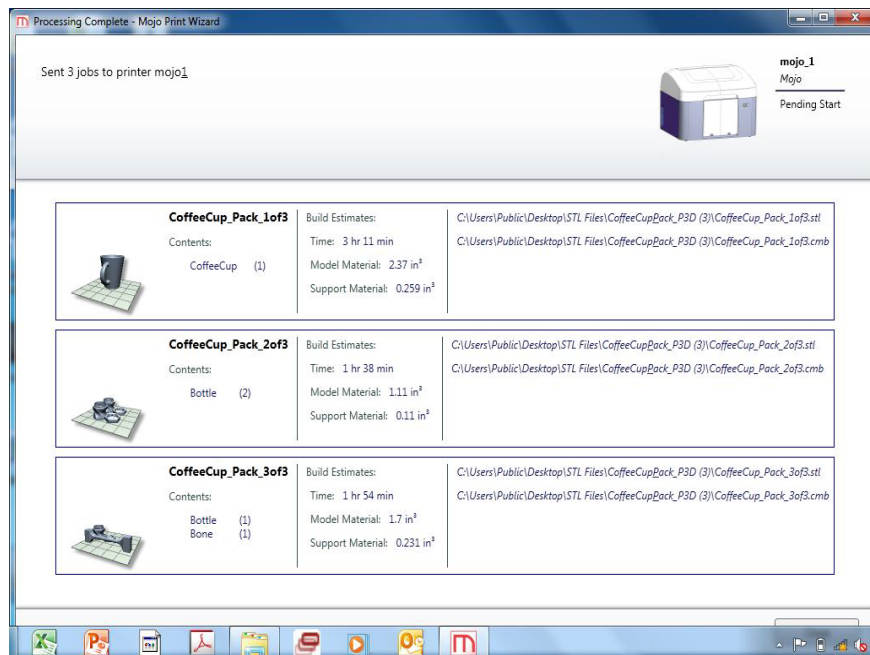 Processing Complete - Mojo Print Wizard
Sent 3 jobs to printer mojo1
mojo_1
Mojo
Pending Start
CoffeeCup_Pack_1of3
Contents:
CoffeeCup (1)
Build Estimates:
Time: 3 hr 11 min
Model Material: 2.37 in³
Support Material: 0.259 in³
C:\Users\Public\Desktop\STL Files\CoffeeCupPack_P3D (3)\CoffeeCup_Pack_1of3.stl
C:\Users\Public\Desktop\STL Files\CoffeeCupPack_P3D (3)\CoffeeCup_Pack_1of3.cmb
CoffeeCup_Pack_2of3
Contents:
Bottle (2)
Build Estimates:
Time: 1 hr 38 min
Model Material: 1.11 in³
Support Material: 0.11 in³
C:\Users\Public\Desktop\STL Files\CoffeeCupPack_P3D (3)\CoffeeCup_Pack_2of3.stl
C:\Users\Public\Desktop\STL Files\CoffeeCupPack_P3D (3)\CoffeeCup_Pack_2of3.cmb
CoffeeCup_Pack_3of3
Contents:
Bottle (1)
Bone (1)
Build Estimates:
Time: 1 hr 54 min
Model Material: 1.7 in³
Support Material: 0.231 in³
C:\Users\Public\Desktop\STL Files\CoffeeCupPack_P3D (3)\CoffeeCup_Pack_3of3.stl
C:\Users\Public\Desktop\STL Files\CoffeeCupPack_P3D (3)\CoffeeCup_Pack_3of3.cmb